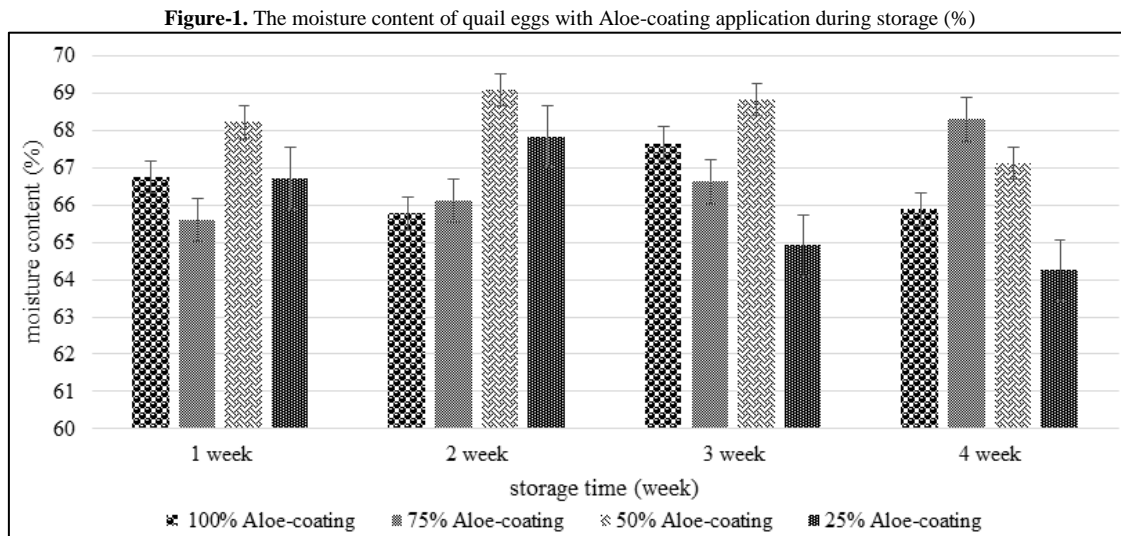 Figure-1. The moisture content of quail eggs with Aloe-coating application during storage (%)
70
69
68
67
66
65
64
63
62
61
60
moisture content (%)
1 week 2 week 3 week 4 week
storage time (week)
100% Aloe-coating 75% Aloe-coating 50% Aloe-coating 25% Aloe-coating